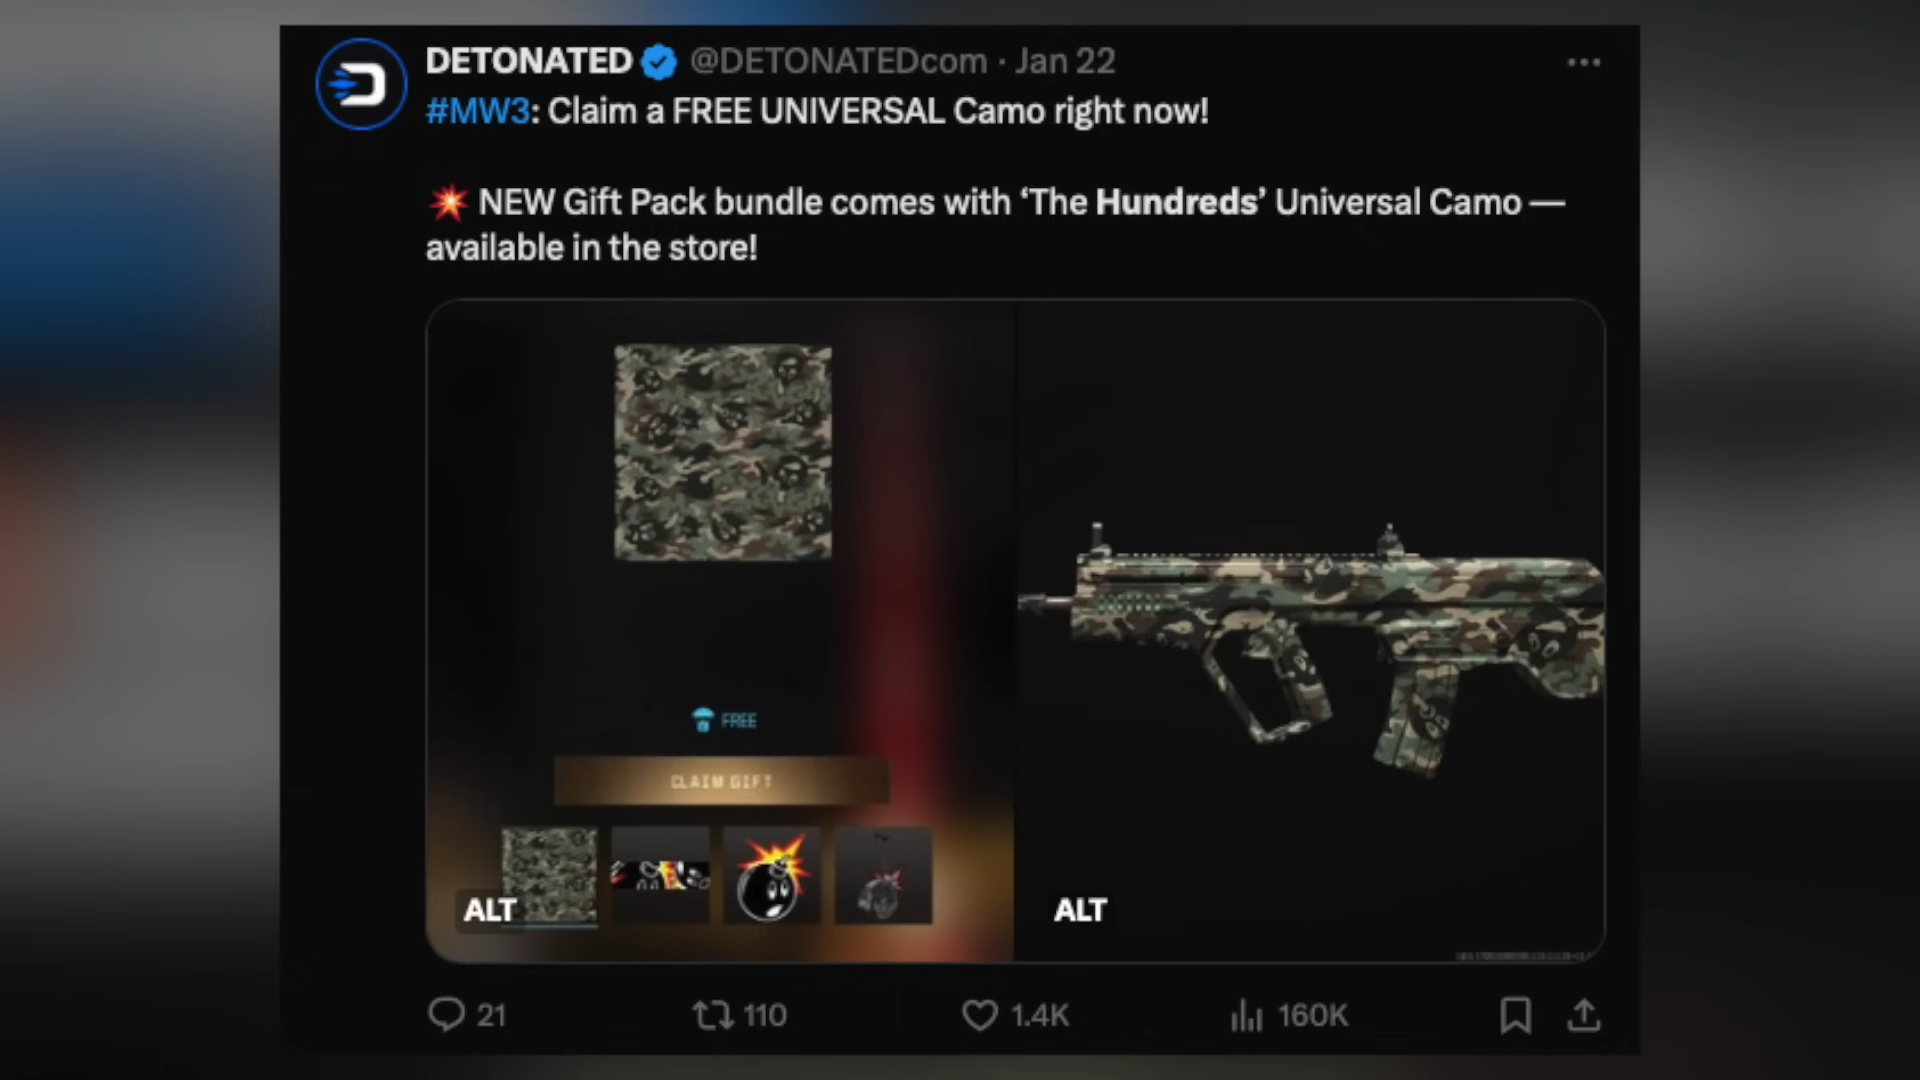 DETONATED @DETONATEDcom · Jan 22
#MW3: Claim a FREE UNIVERSAL Camo right now!
💥 NEW Gift Pack bundle comes with ‘The Hundreds’ Universal Camo —
available in the store!
FREE
CLAIM GIFT
ALT
ALT
21
110
1.4K
160K